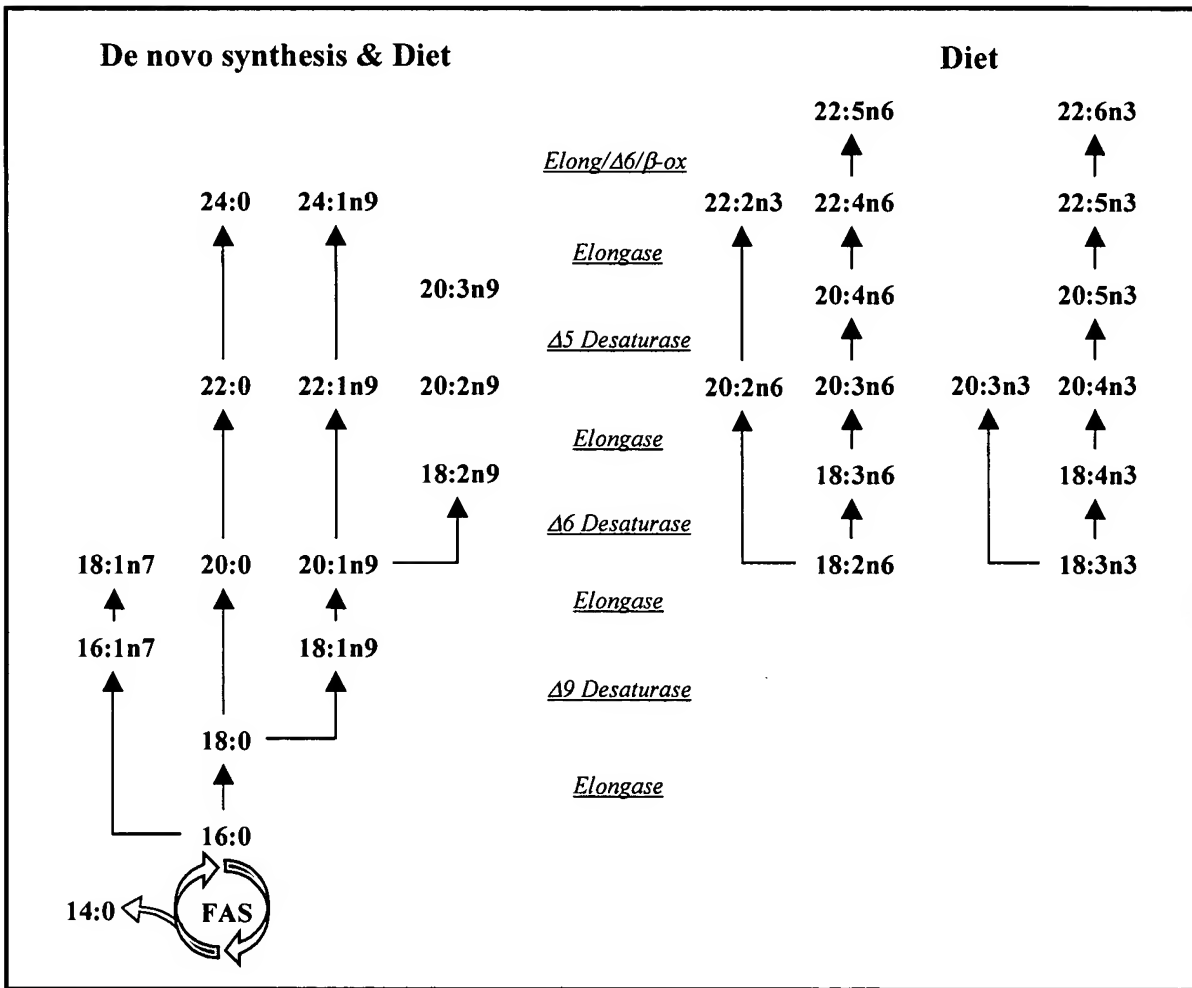 De novo synthesis & Diet
Diet
22:5n6 22:6n3
Elong/Δ6/β-ox
24:0 24:1n9 22:2n3 22:4n6 22:5n3
Elongase
20:3n9 20:4n6 20:5n3
Δ5 Desaturase
22:0 22:1n9 20:2n9 20:2n6 20:3n6 20:3n3 20:4n3
Elongase
18:2n9 18:3n6 18:4n3
Δ6 Desaturase
18:1n7 20:0 20:1n9 18:2n6 18:3n3
Elongase
16:1n7 18:1n9
Δ9 Desaturase
18:0
Elongase
16:0
14:0 FAS